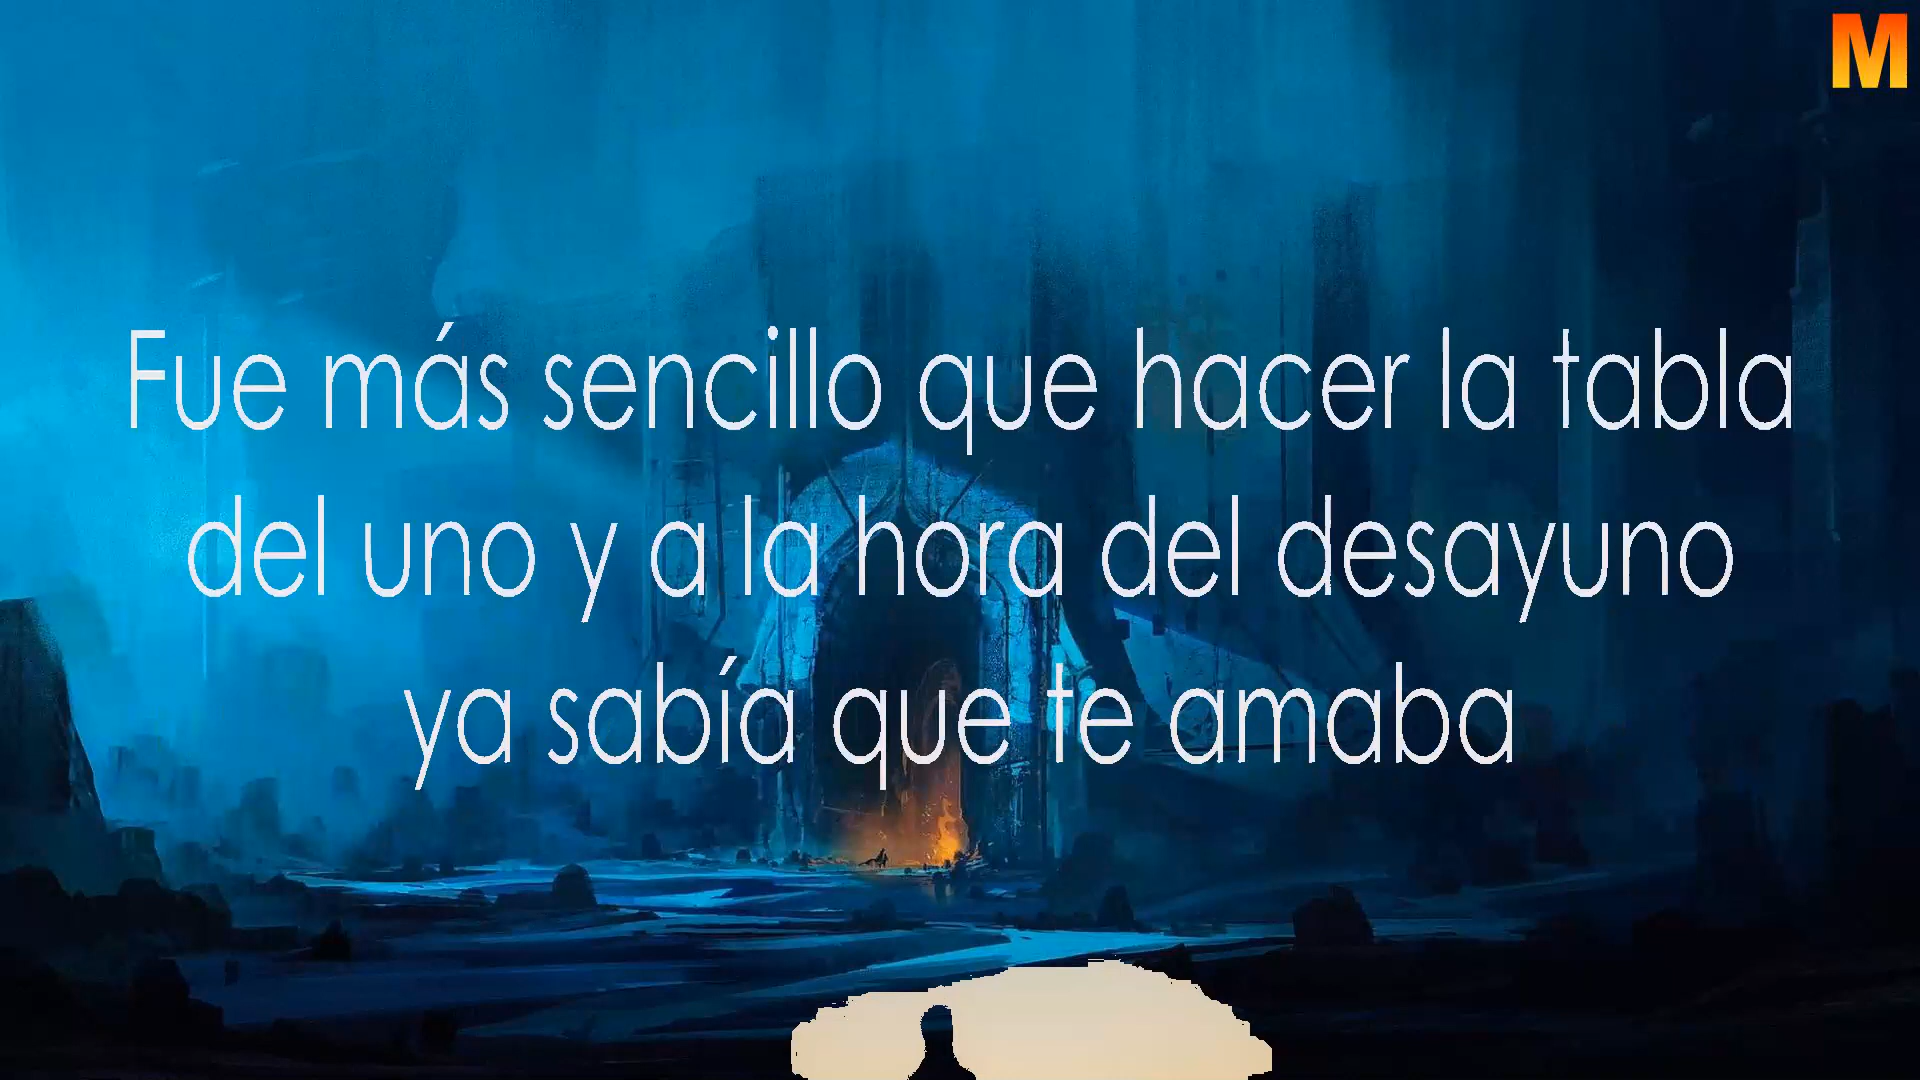 M
Fue más sencillo que hacer la tabla
del uno y a la hora del desayuno
ya sabía que te amaba